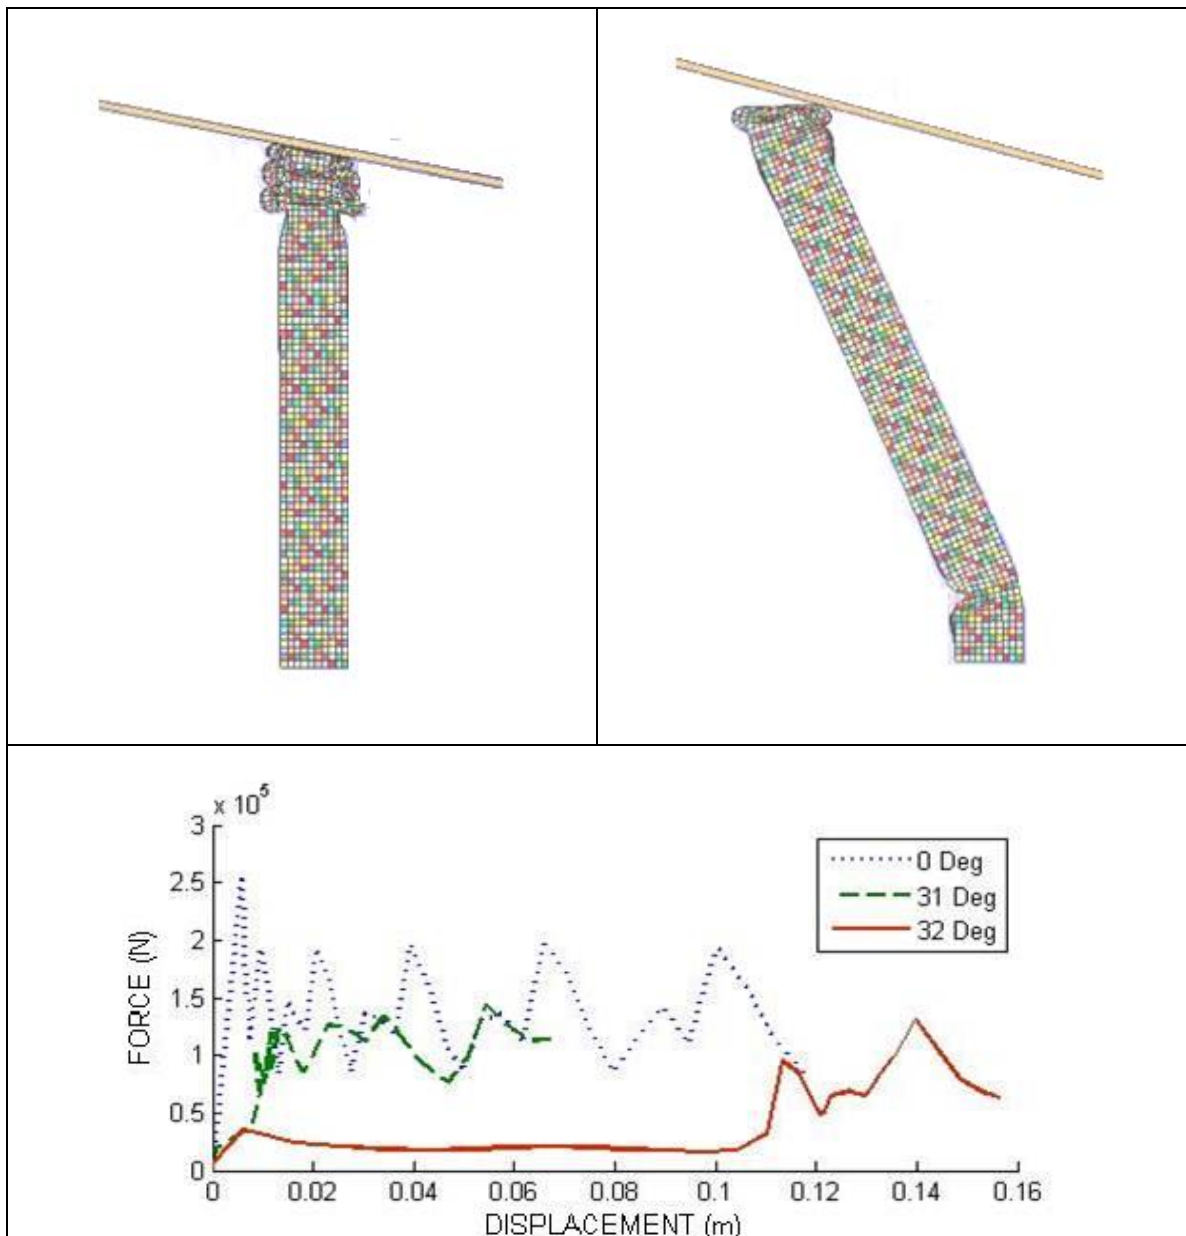 x 10^5
3
2.5
2
1.5
1
0.5
0
FORCE (N)
0 Deg
31 Deg
32 Deg
0 0.02 0.04 0.06 0.08 0.1 0.12 0.14 0.16
DISPLACEMENT (m)